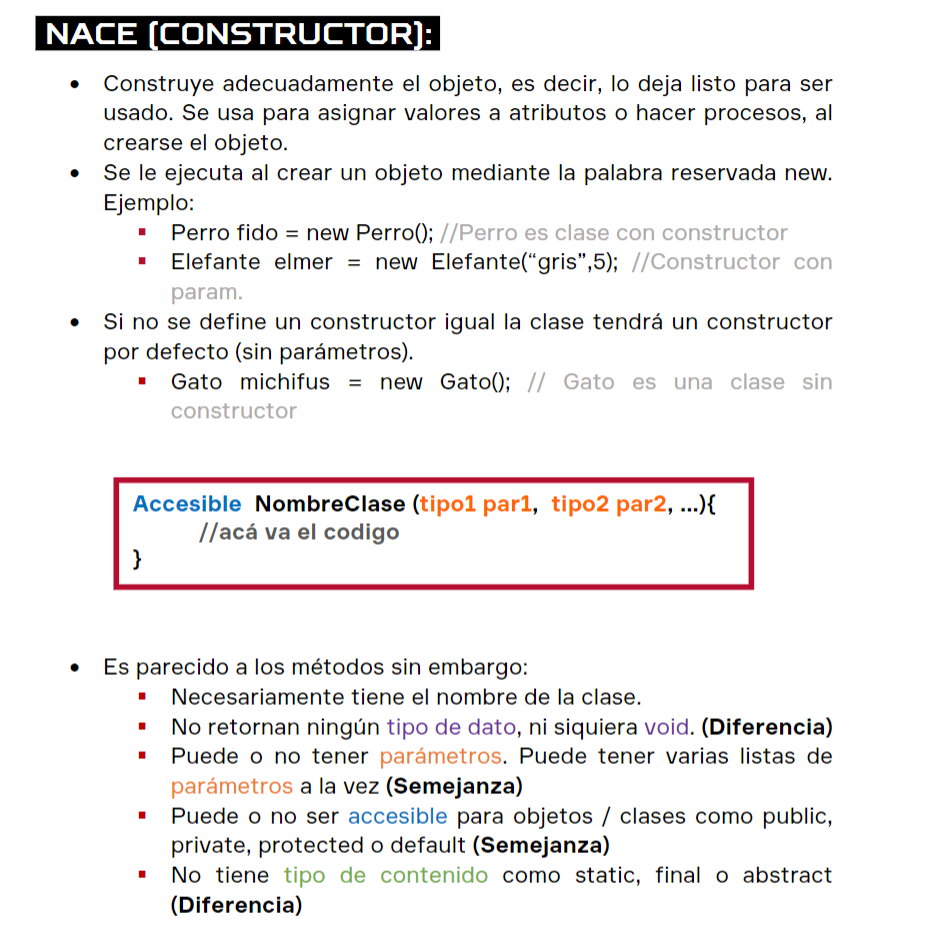 NACE (CONSTRUCTOR):
• Construye adecuadamente el objeto, es decir, lo deja listo para ser
usado. Se usa para asignar valores a atributos o hacer procesos, al
crearse el objeto.
• Se le ejecuta al crear un objeto mediante la palabra reservada new.
Ejemplo:
▪ Perro fido = new Perro(); //Perro es clase con constructor
▪ Elefante elmer = new Elefante(“gris”,5); //Constructor con
param.
• Si no se define un constructor igual la clase tendrá un constructor
por defecto (sin parámetros).
▪ Gato michifus = new Gato(); // Gato es una clase sin
constructor
Accesible NombreClase (tipo1 par1, tipo2 par2, ...){
//acá va el codigo
}
• Es parecido a los métodos sin embargo:
▪ Necesariamente tiene el nombre de la clase.
▪ No retornan ningún tipo de dato, ni siquiera void. (Diferencia)
▪ Puede o no tener parámetros. Puede tener varias listas de
parámetros a la vez (Semejanza)
▪ Puede o no ser accesible para objetos / clases como public,
private, protected o default (Semejanza)
▪ No tiene tipo de contenido como static, final o abstract
(Diferencia)